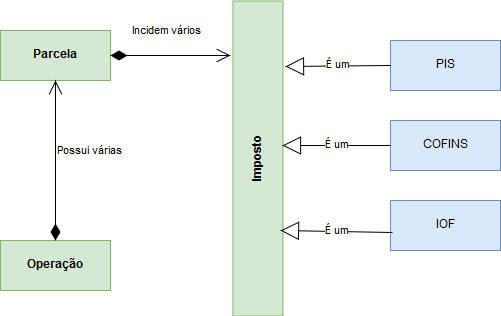 Incidem vários
Parcela
É um
PIS
Possui várias
Imposto
É um
COFINS
É um
IOF
Operação